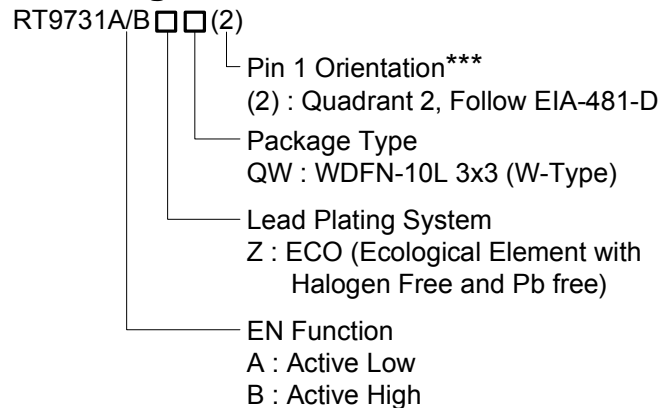 RT9731A/B□□(2)
Pin 1 Orientation***
(2) : Quadrant 2, Follow EIA-481-D
Package Type
QW : WDFN-10L 3x3 (W-Type)
Lead Plating System
Z : ECO (Ecological Element with
Halogen Free and Pb free)
EN Function
A : Active Low
B : Active High